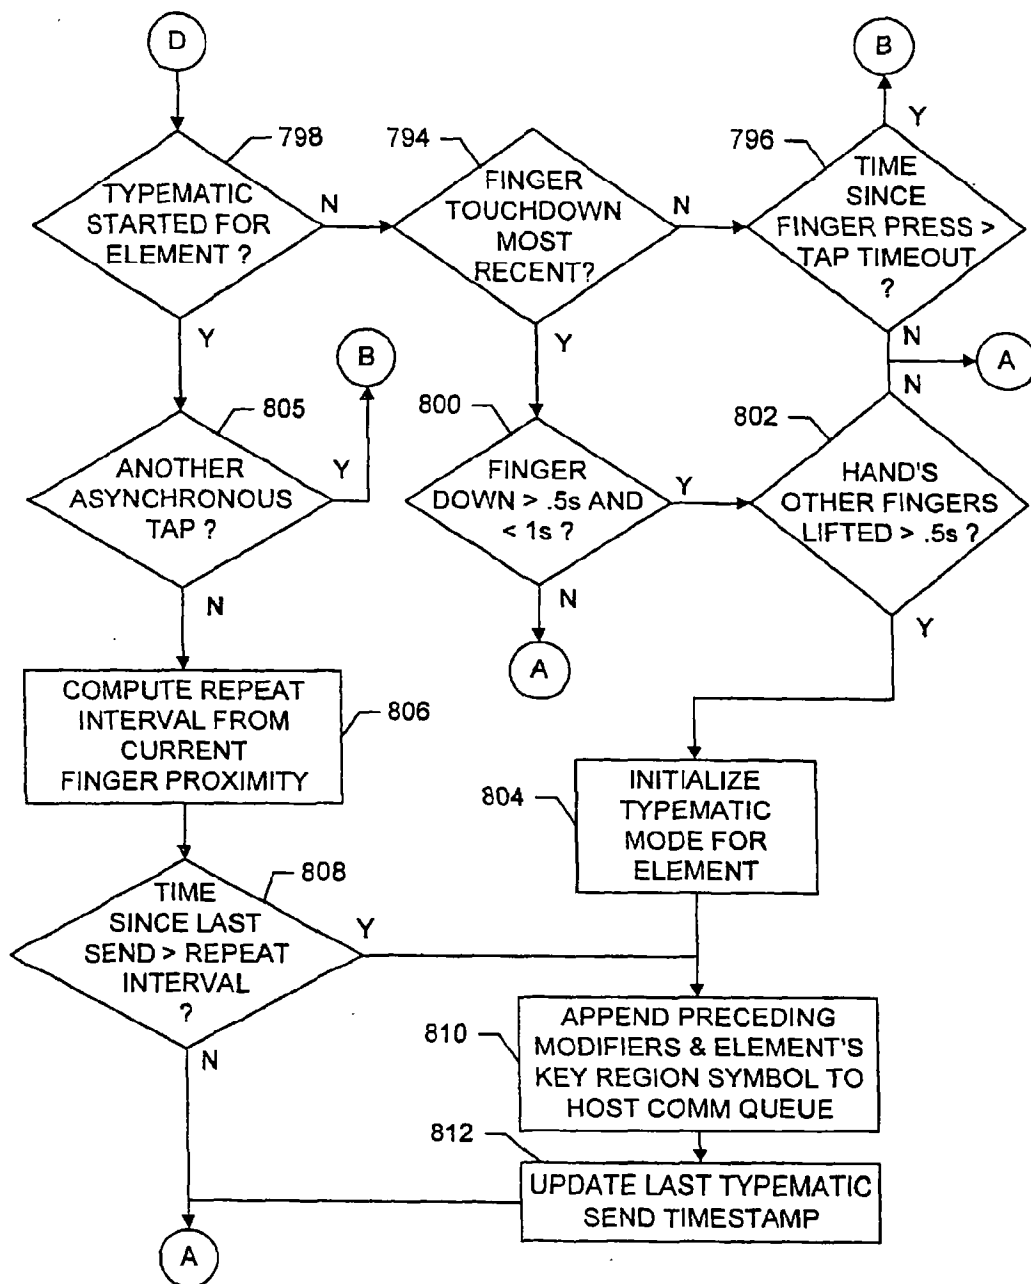 D
B
798
794
796
TYPEMATIC
STARTED FOR
ELEMENT ?
N
FINGER
TOUCHDOWN
MOST
RECENT?
N
Y
TIME
SINCE
FINGER PRESS >
TAP TIMEOUT
?
Y
B
Y
N
A
N
805
800
802
ANOTHER
ASYNCHRONOUS
TAP ?
Y
FINGER
DOWN > .5s AND
< 1s ?
Y
HAND'S
OTHER FINGERS
LIFTED > .5s ?
N
N
Y
A
COMPUTE REPEAT
INTERVAL FROM
CURRENT
FINGER PROXIMITY
806
804
INITIALIZE
TYPEMATIC
MODE FOR
ELEMENT
808
TIME
SINCE LAST
SEND > REPEAT
INTERVAL
?
Y
N
810
APPEND PRECEDING
MODIFIERS & ELEMENT'S
KEY REGION SYMBOL TO
HOST COMM QUEUE
812
UPDATE LAST TYPEMATIC
SEND TIMESTAMP
A